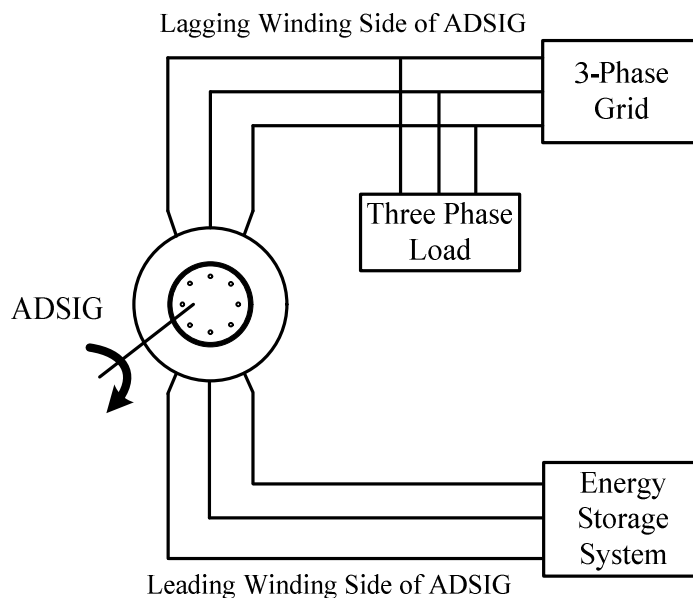 Lagging Winding Side of ADSIG
3-Phase
Grid
Three Phase
Load
ADSIG
Energy
Storage
System
Leading Winding Side of ADSIG